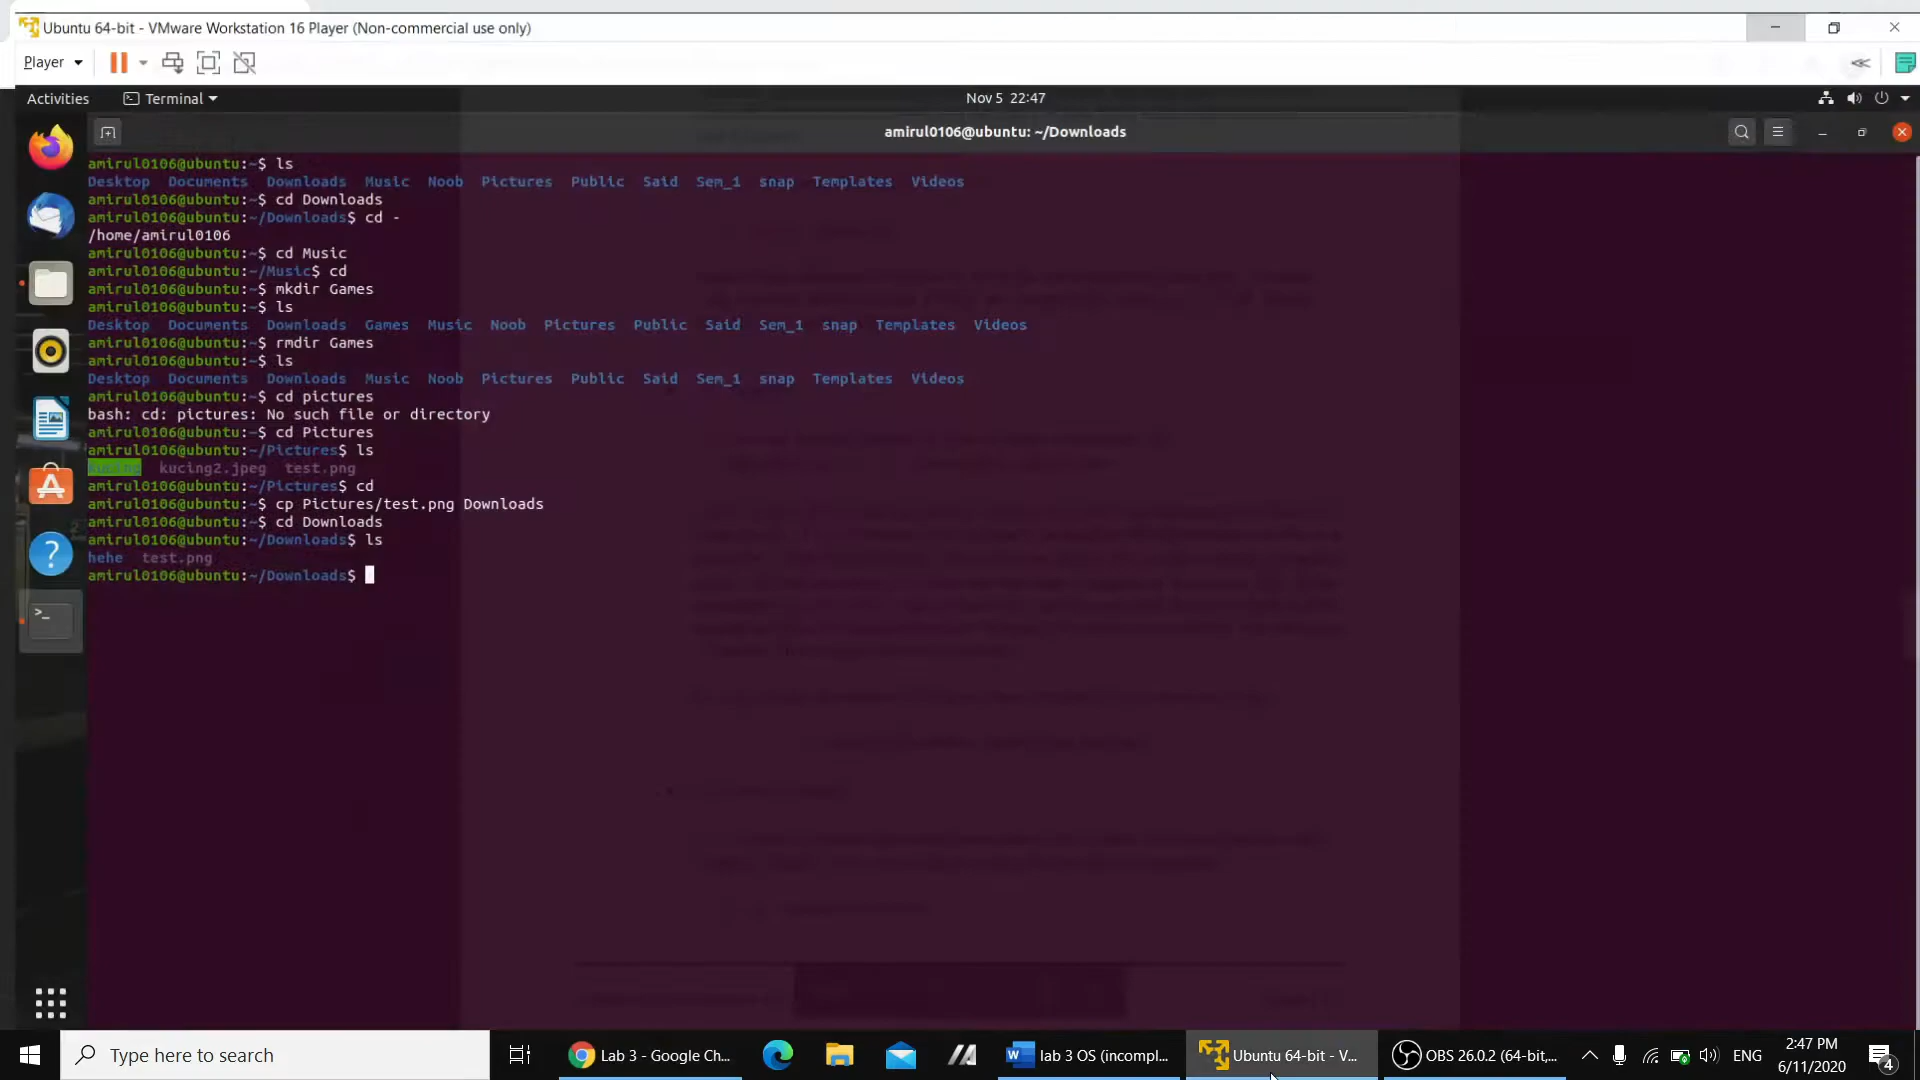 Ubuntu 64-bit - VMware Workstation 16 Player (Non-commercial use only)
Player
Activities Terminal Nov 5 22:47
amirul0106@ubuntu: ~/Downloads
amirul0106@ubuntu:~$ ls
Desktop Documents Downloads Music Noob Pictures Public Said Sem_1 snap Templates Videos
amirul0106@ubuntu:~$ cd Downloads
amirul0106@ubuntu:~/Downloads$ cd -
/home/amirul0106
amirul0106@ubuntu:~$ cd Music
amirul0106@ubuntu:~/Music$ cd
amirul0106@ubuntu:~$ mkdir Games
amirul0106@ubuntu:~$ ls
Desktop Documents Downloads Games Music Noob Pictures Public Said Sem_1 snap Templates Videos
amirul0106@ubuntu:~$ rmdir Games
amirul0106@ubuntu:~$ ls
Desktop Documents Downloads Music Noob Pictures Public Said Sem_1 snap Templates Videos
amirul0106@ubuntu:~$ cd pictures
bash: cd: pictures: No such file or directory
amirul0106@ubuntu:~$ cd Pictures
amirul0106@ubuntu:~/Pictures$ ls
kucing2.jpeg test.png
amirul0106@ubuntu:~/Pictures$ cd
amirul0106@ubuntu:~$ cp Pictures/test.png Downloads
amirul0106@ubuntu:~$ cd Downloads
amirul0106@ubuntu:~/Downloads$ ls
hehe test.png
amirul0106@ubuntu:~/Downloads$
Type here to search Lab 3 - Google Ch... lab 3 OS (incompl... Ubuntu 64-bit - V... OBS 26.0.2 (64-bit,... ENG 2:47 PM
6/11/2020 4